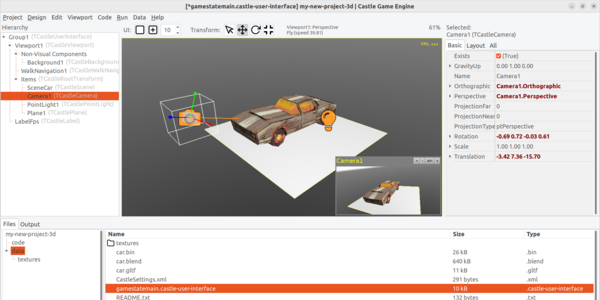 [*gamestatemain.castle-user-interface] my-new-project-3d | Castle Game Engine
Project Design Edit Viewport Code Run Data Help
Hierarchy
Group1 (TCastleUserInterface)
Viewport1 (TCastleViewport)
Non-Visual Components
Background1 (TCastleBackgro
WalkNavigation1 (TCastleWalkNav
Items (TCastleRootTransform)
SceneCar (TCastleScene)
Camera1 (TCastleCamera)
PointLight1 (TCastlePointLight)
Plane1 (TCastlePlane)
LabelFps (TCastleLabel)
UI: 10 Transform:
Viewport1: Perspective
Fly (speed 35.81)
61%
FPS: xxx
Camera1
Selected:
Camera1 (TCastleCamera)
Basic Layout All
Exists (True)
GravityUp 0.00 1.00 0.00
Name Camera1
Orthographic Camera1.Orthographic
Perspective Camera1.Perspective
ProjectionFar 0
ProjectionNear 0
ProjectionType ptPerspective
Rotation -0.69 0.72 -0.03 0.61
Scale 1.00 1.00 1.00
Translation -3.42 7.36 -15.70
Files Output
my-new-project-3d
code
data
textures
Name Size Type
textures
car.bin 26 kB .bin
car.blend 640 kB .blend
car.gltf 11 kB .gltf
CastleSettings.xml 291 bytes .xml
gamestatemain.castle-user-interface 10 kB .castle-user-interface
README.txt 132 bytes .txt